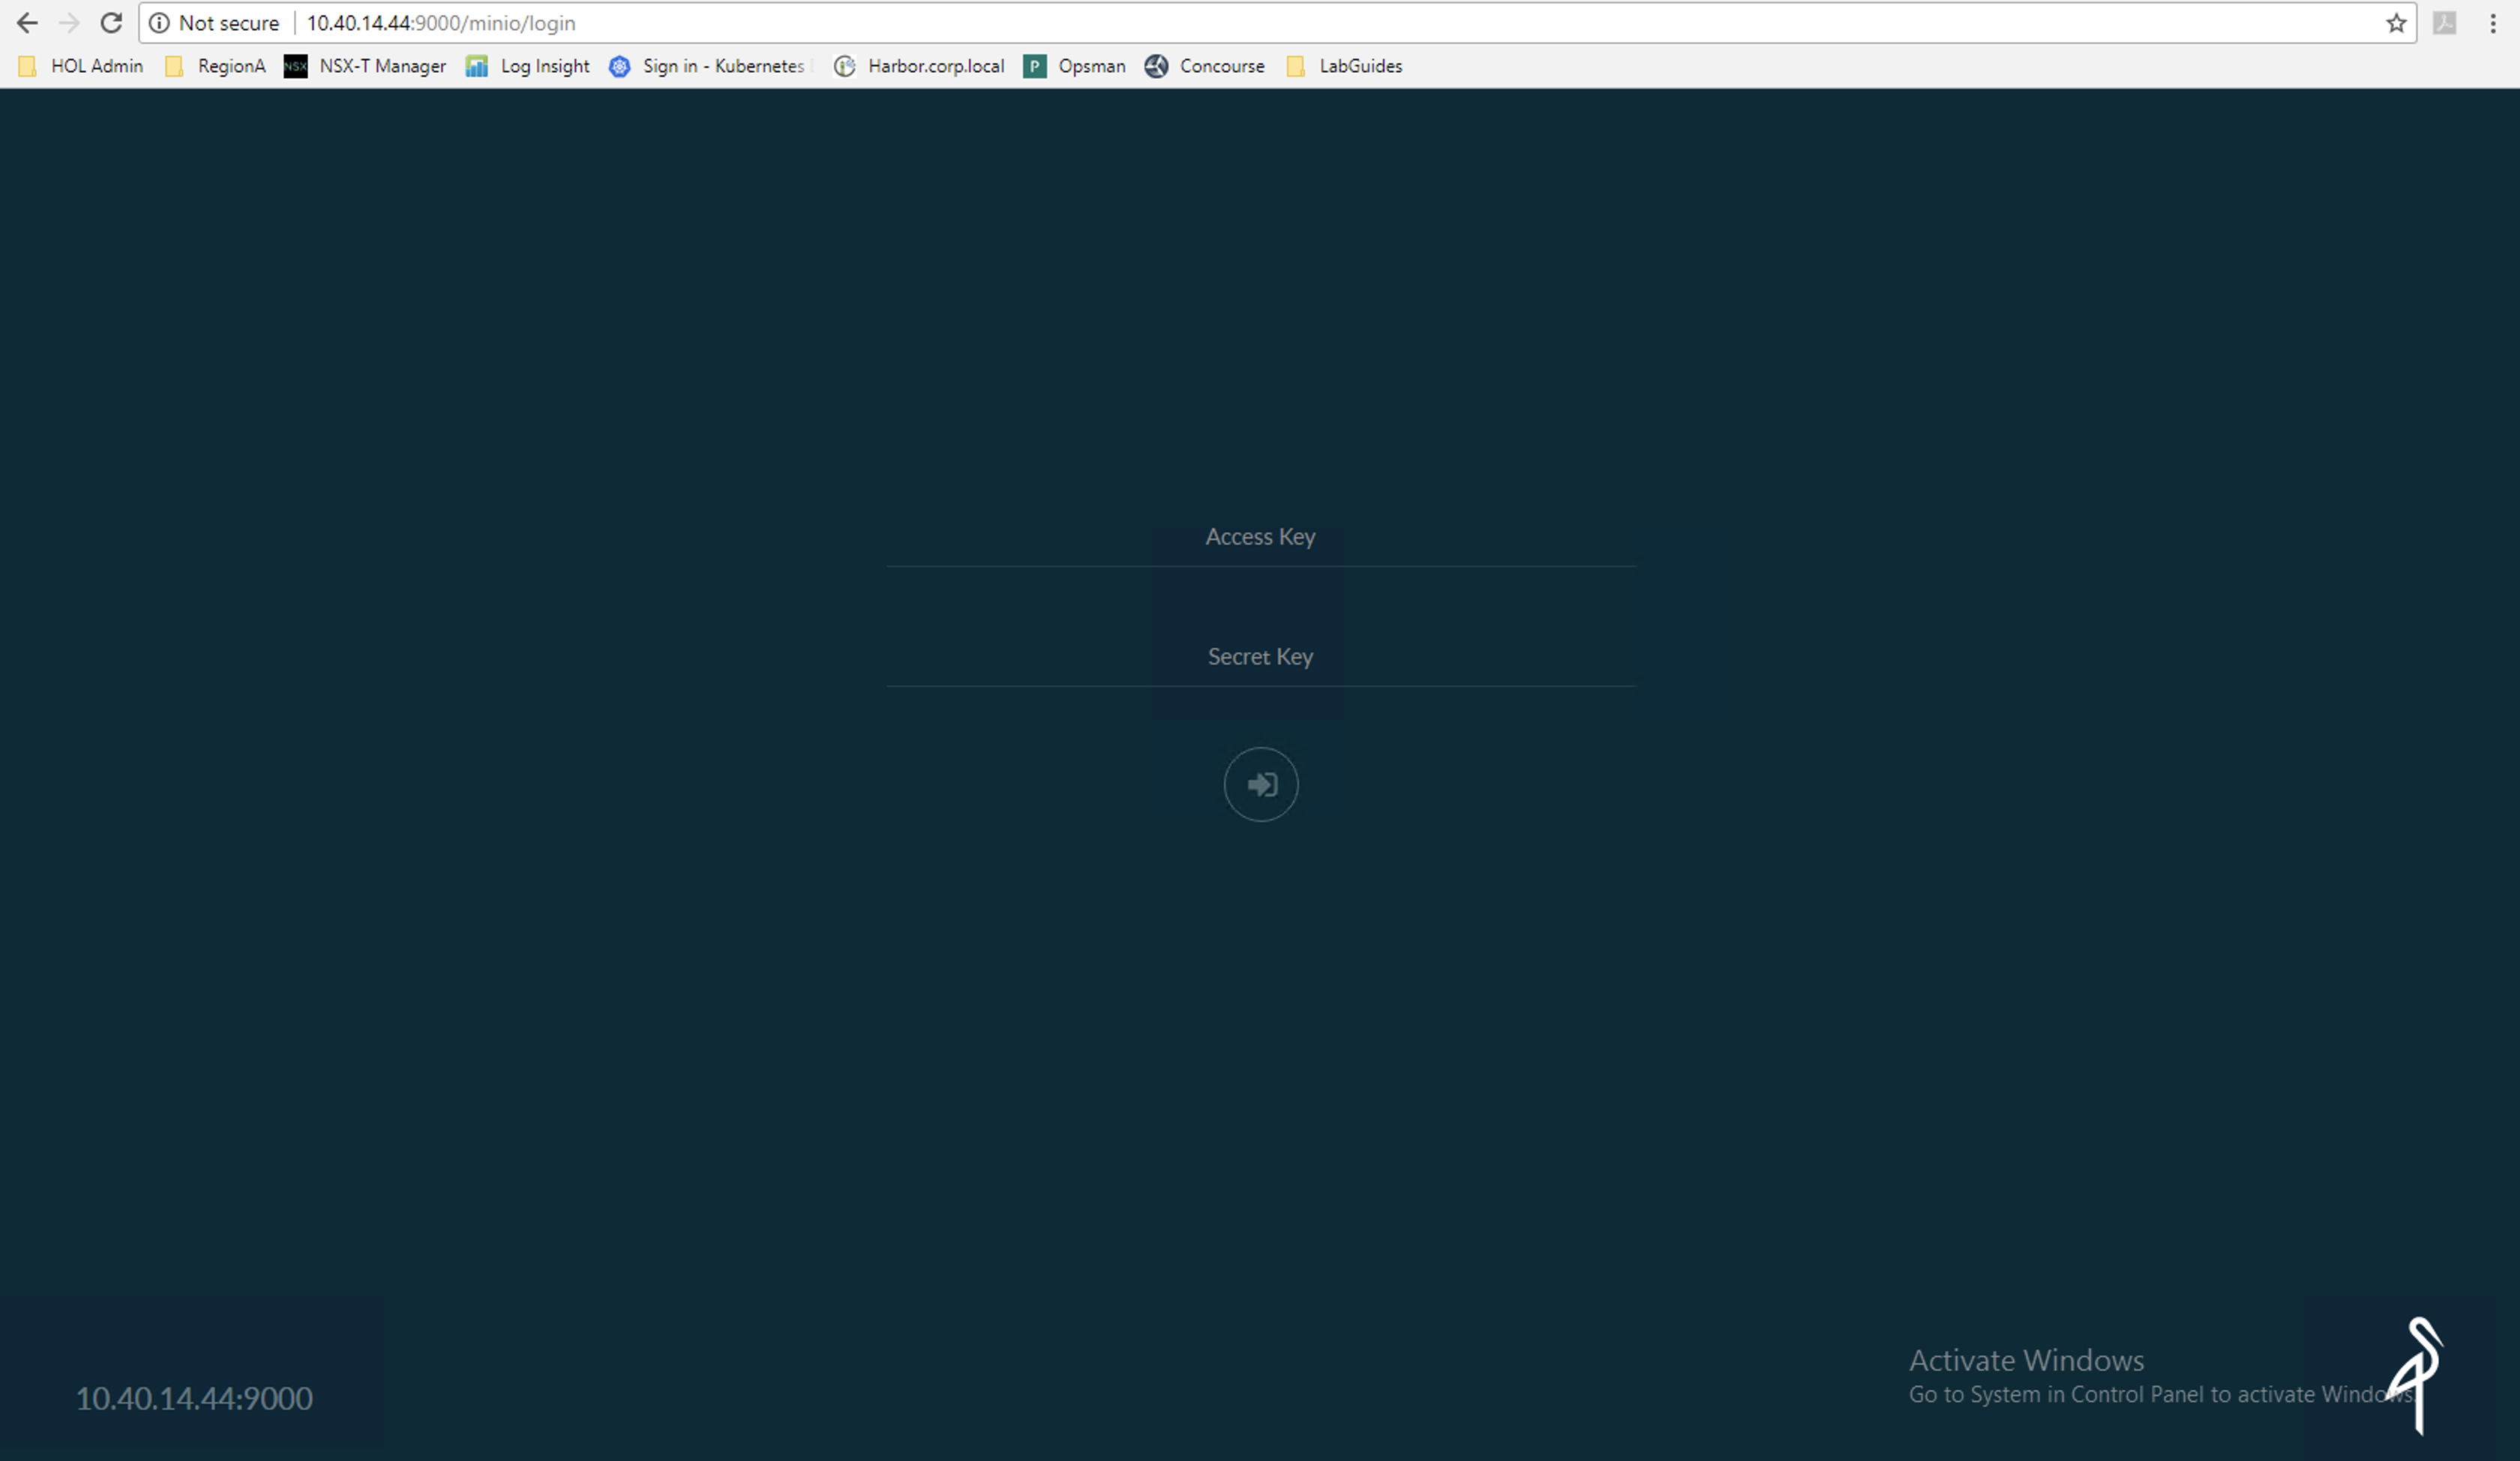 Not secure 10.40.14.44:9000/minio/login
HOL Admin RegionA NSX NSX-T Manager Log Insight Sign in - Kubernetes Harbor.corp.local P Opsman Concourse LabGuides
Access Key
Secret Key
Activate Windows
Go to System in Control Panel to activate Windows.
10.40.14.44:9000